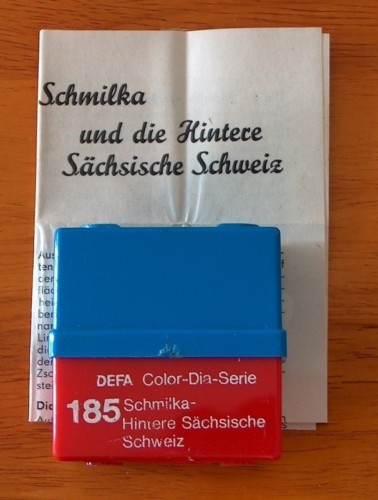 Schmilka
und die Hintere
Sächsische Schweiz
DEFA Color-Dia-Serie
185 Schmilka-
Hintere Sächsische
Schweiz